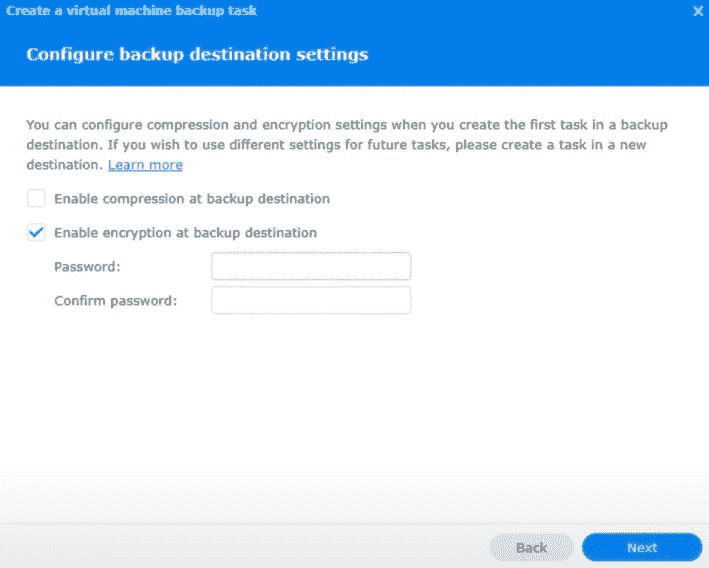 Create a virtual machine backup task
Configure backup destination settings
You can configure compression and encryption settings when you create the first task in a backup
destination. If you wish to use different settings for future tasks, please create a task in a new
destination. Learn more
Enable compression at backup destination
Enable encryption at backup destination
Password:
Confirm password:
Back
Next